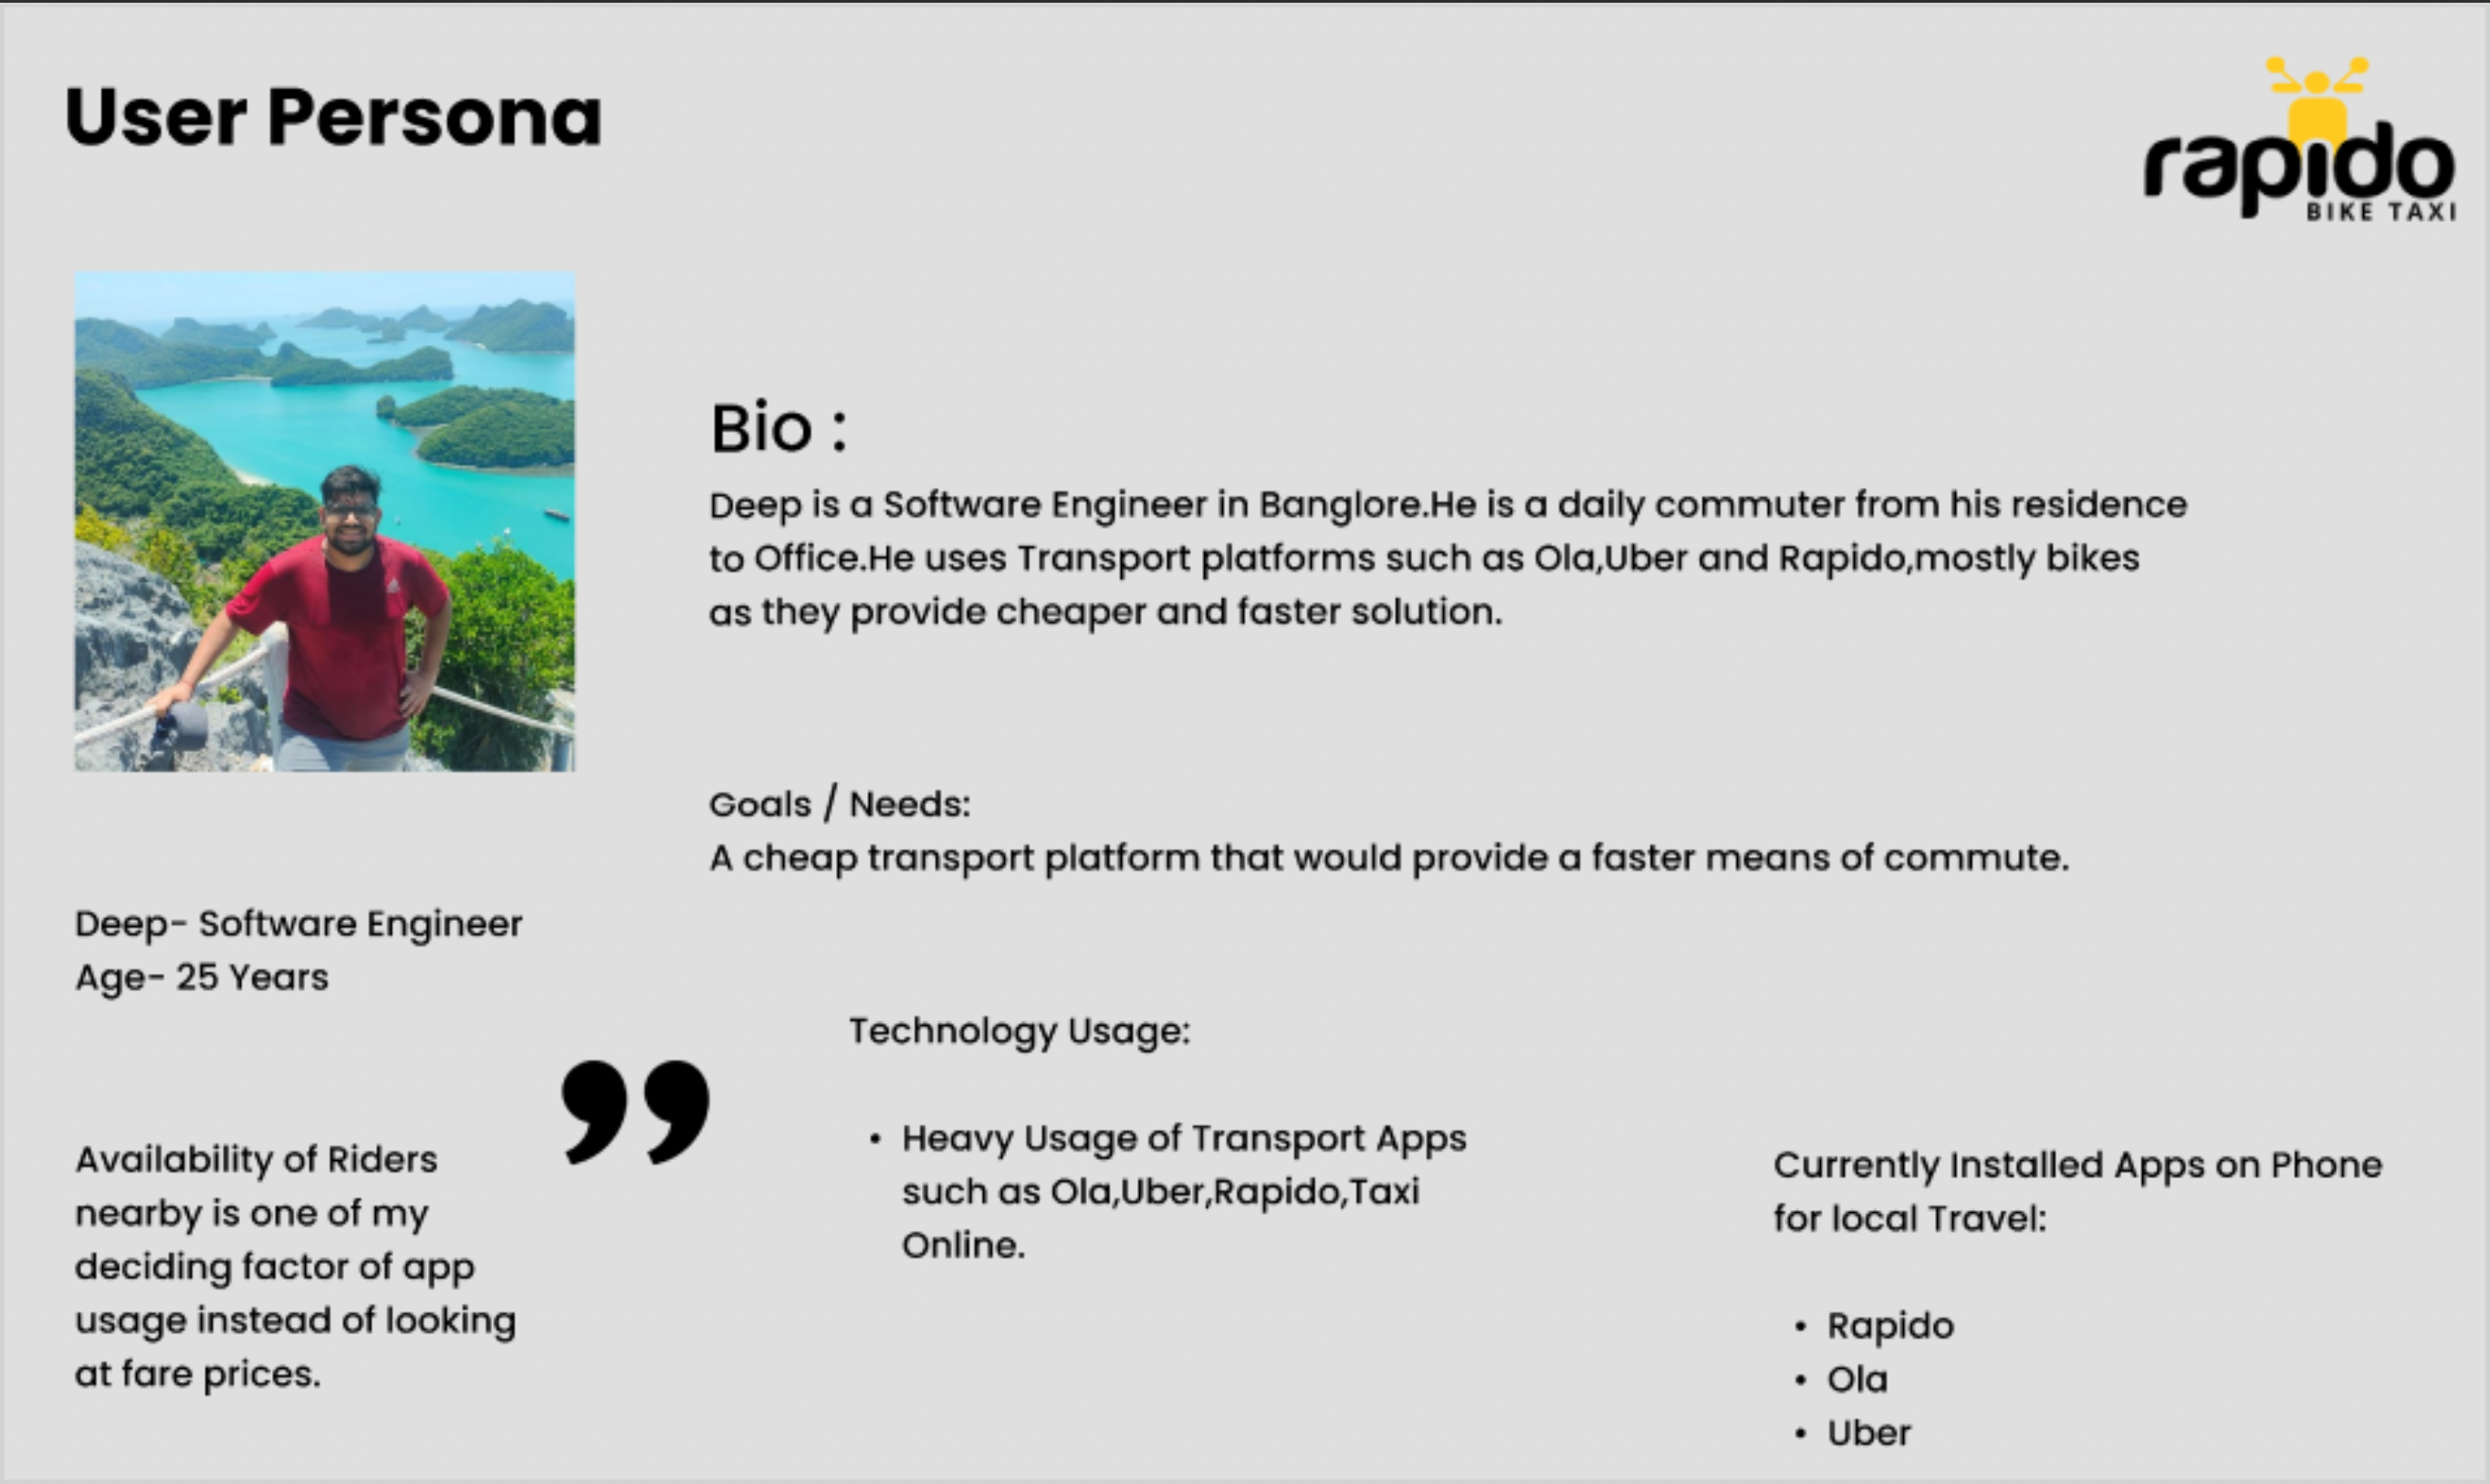 User Persona
rapido
BIKE TAXI
Bio :
Deep is a Software Engineer in Banglore.He is a daily commuter from his residence
to Office.He uses Transport platforms such as Ola,Uber and Rapido,mostly bikes
as they provide cheaper and faster solution.
Goals / Needs:
A cheap transport platform that would provide a faster means of commute.
Deep- Software Engineer
Age- 25 Years
Availability of Riders
nearby is one of my
deciding factor of app
usage instead of looking
at fare prices.
”
Technology Usage:
• Heavy Usage of Transport Apps
such as Ola,Uber,Rapido,Taxi
Online.
Currently Installed Apps on Phone
for local Travel:
• Rapido
• Ola
• Uber